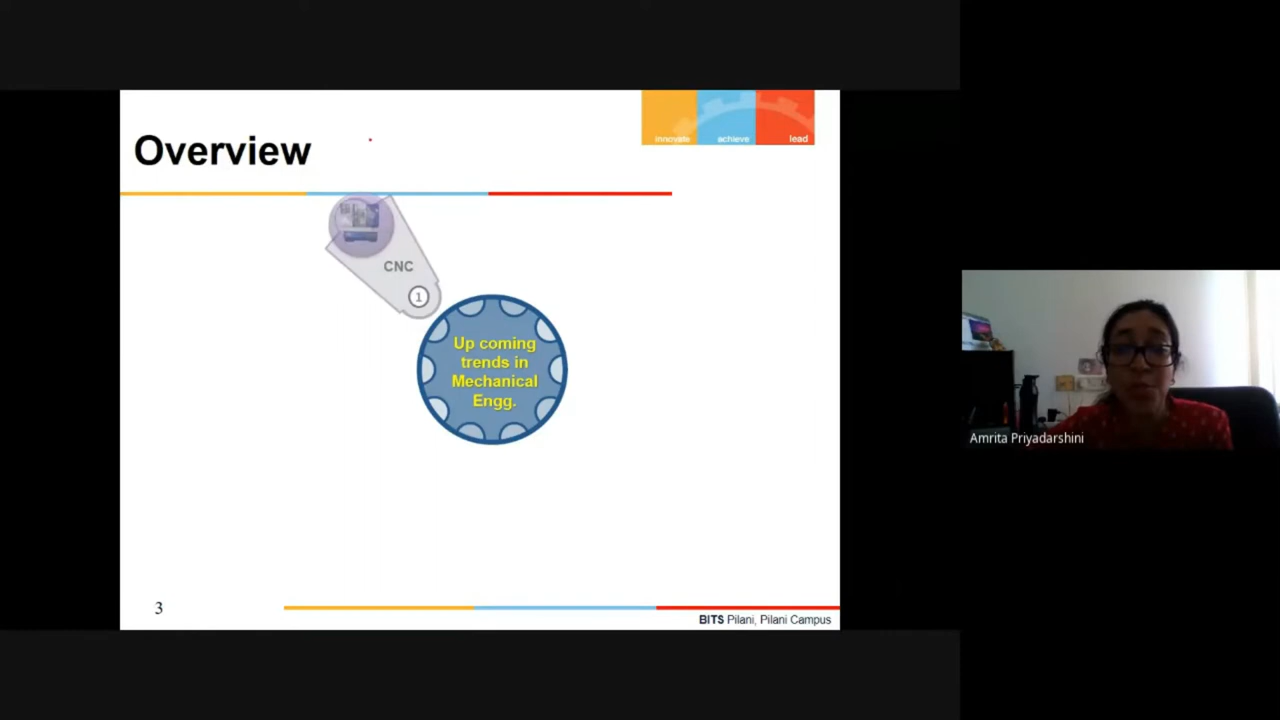 Overview
innovate achieve lead
CNC
1
Up coming
trends in
Mechanical
Engg.
Amrita Priyadarshini
3
BITS Pilani, Pilani Campus